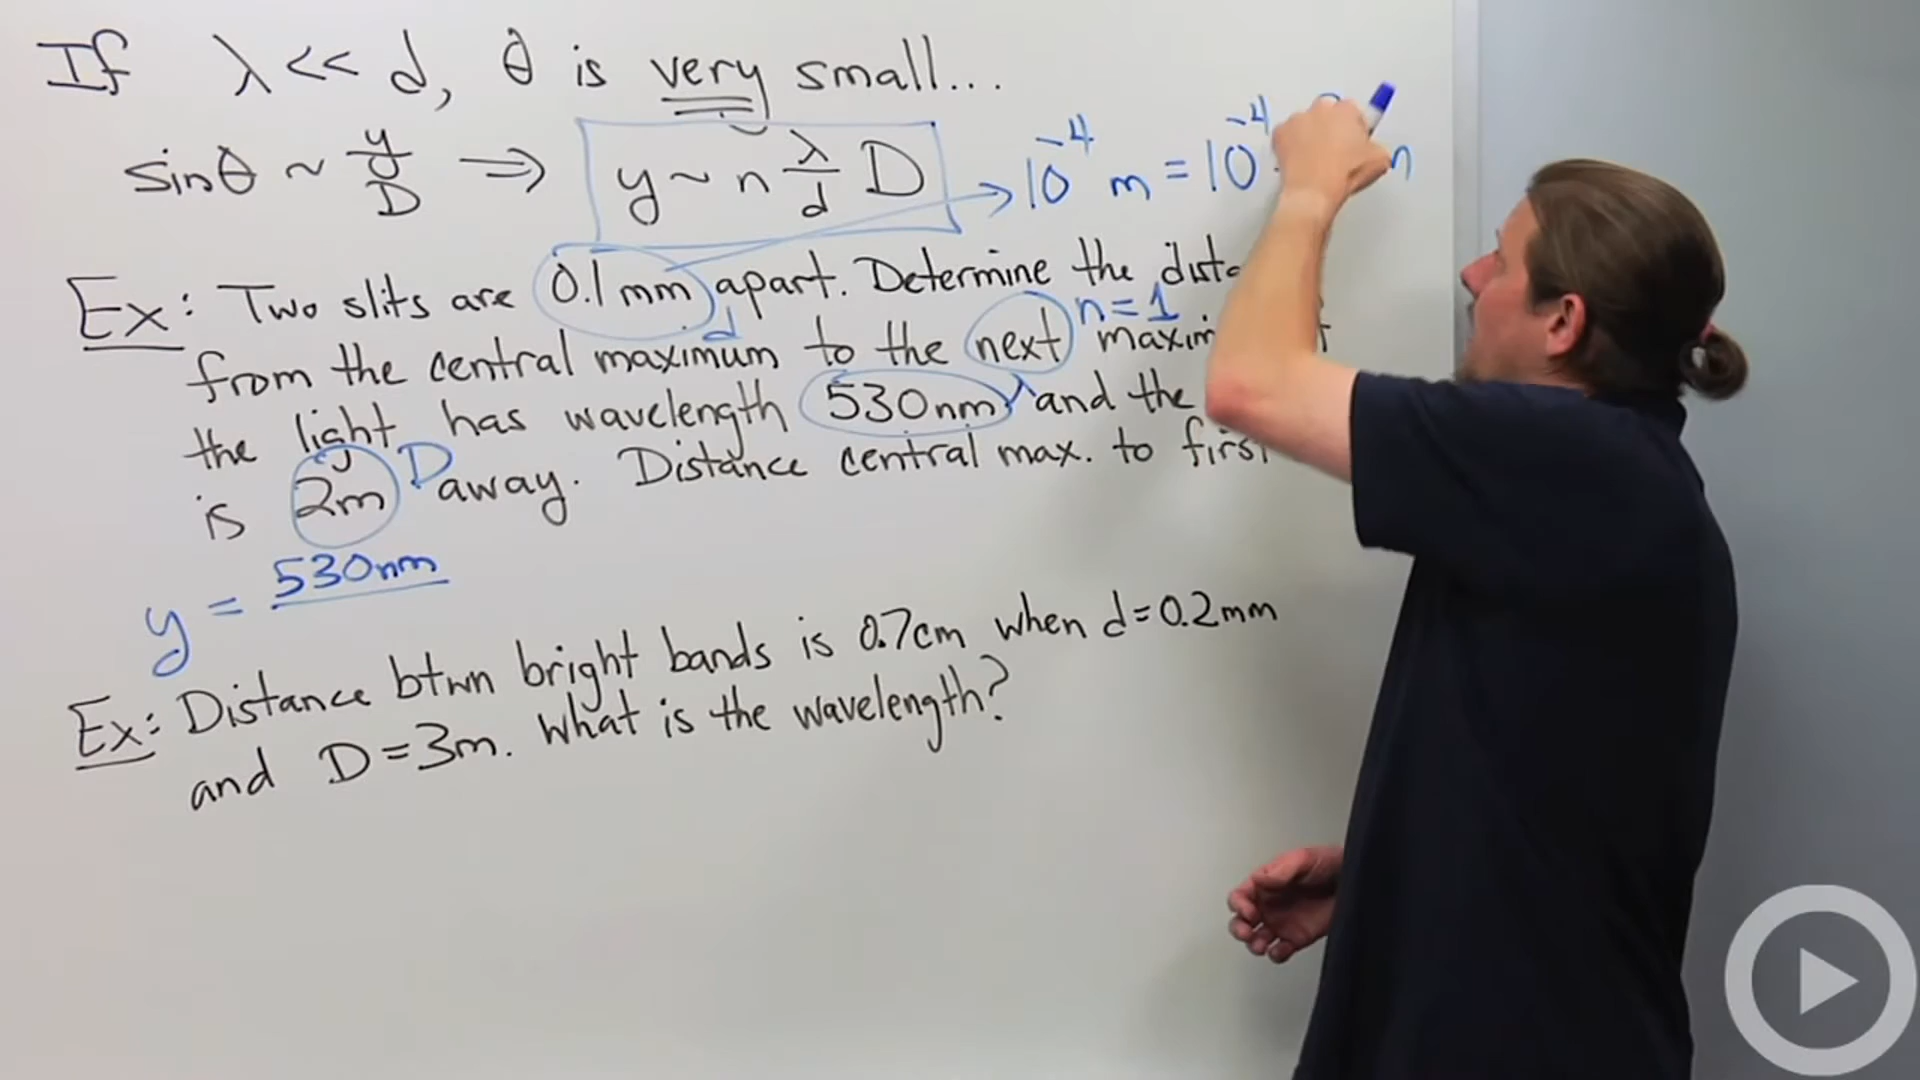 If λ << d, θ is very small...
sinθ ~ y/D ⇒ y ~ n λ/d D → 10⁻⁴ m = 10⁻⁴
Ex: Two slits are 0.1 mm apart. Determine the
d n=1
from the central maximum to the next
the light has wavelength 530nm λ and the
is 2m D away. Distance central max. to first
y = 530nm
Ex: Distance btwn bright bands is 0.7cm when d=0.2mm
and D=3m. What is the wavelength?